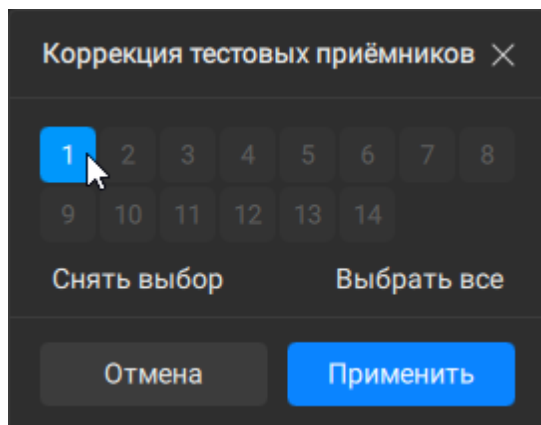 Коррекция тестовых приёмников
1 2 3 4 5 6 7 8
9 10 11 12 13 14
Снять выбор Выбрать все
Отмена Применить